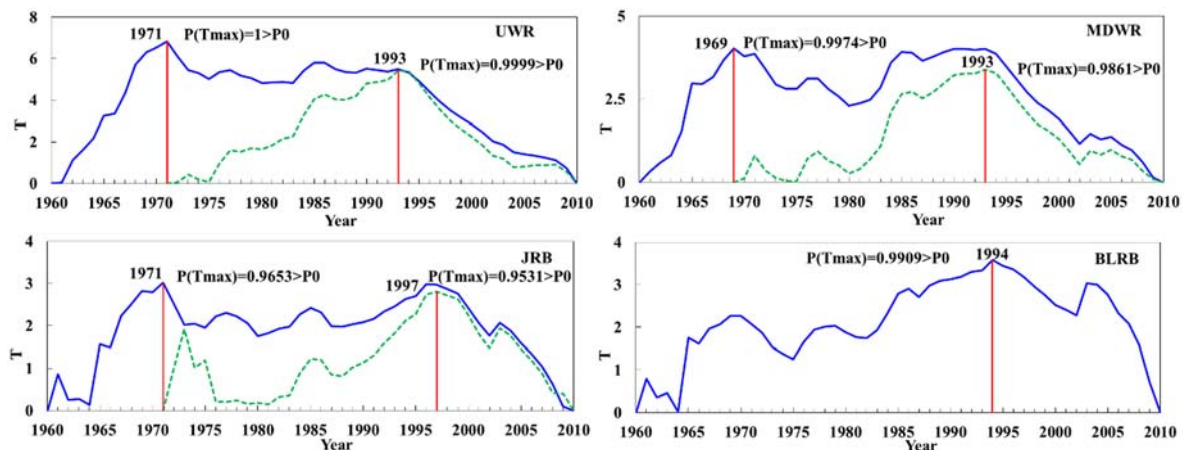 8
6
4
2
0
T
1971
P(Tmax)=1>P0
UWR
1993
P(Tmax)=0.9999>P0
1960 1965 1970 1975 1980 1985 1990 1995 2000 2005 2010
Year
5
2.5
0
T
1969
P(Tmax)=0.9974>P0
MDWR
1993
P(Tmax)=0.9861>P0
1960 1965 1970 1975 1980 1985 1990 1995 2000 2005 2010
Year
4
3
2
1
0
T
JRB
1971
P(Tmax)=0.9653>P0
1997
P(Tmax)=0.9531>P0
1960 1965 1970 1975 1980 1985 1990 1995 2000 2005 2010
Year
4
3
2
1
0
T
P(Tmax)=0.9909>P0
1994
BLRB
1960 1965 1970 1975 1980 1985 1990 1995 2000 2005 2010
Year